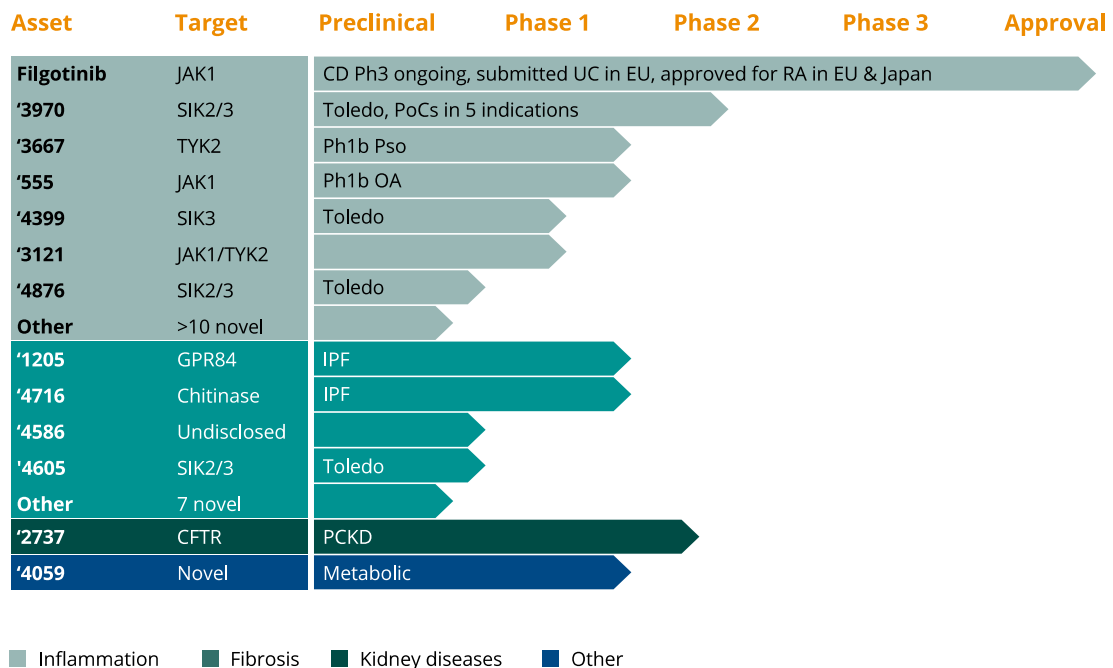 Asset Target Preclinical Phase 1 Phase 2 Phase 3 Approval
Filgotinib JAK1 CD Ph3 ongoing, submitted UC in EU, approved for RA in EU & Japan
‘3970 SIK2/3 Toledo, PoCs in 5 indications
‘3667 TYK2 Ph1b Pso
‘555 JAK1 Ph1b OA
‘4399 SIK3 Toledo
‘3121 JAK1/TYK2
‘4876 SIK2/3 Toledo
Other >10 novel
‘1205 GPR84 IPF
‘4716 Chitinase IPF
‘4586 Undisclosed
'4605 SIK2/3 Toledo
Other 7 novel
‘2737 CFTR PCKD
‘4059 Novel Metabolic
Inflammation Fibrosis Kidney diseases Other